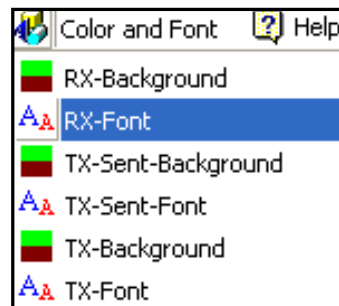 Color and Font Help
RX-Background
RX-Font
TX-Sent-Background
TX-Sent-Font
TX-Background
TX-Font